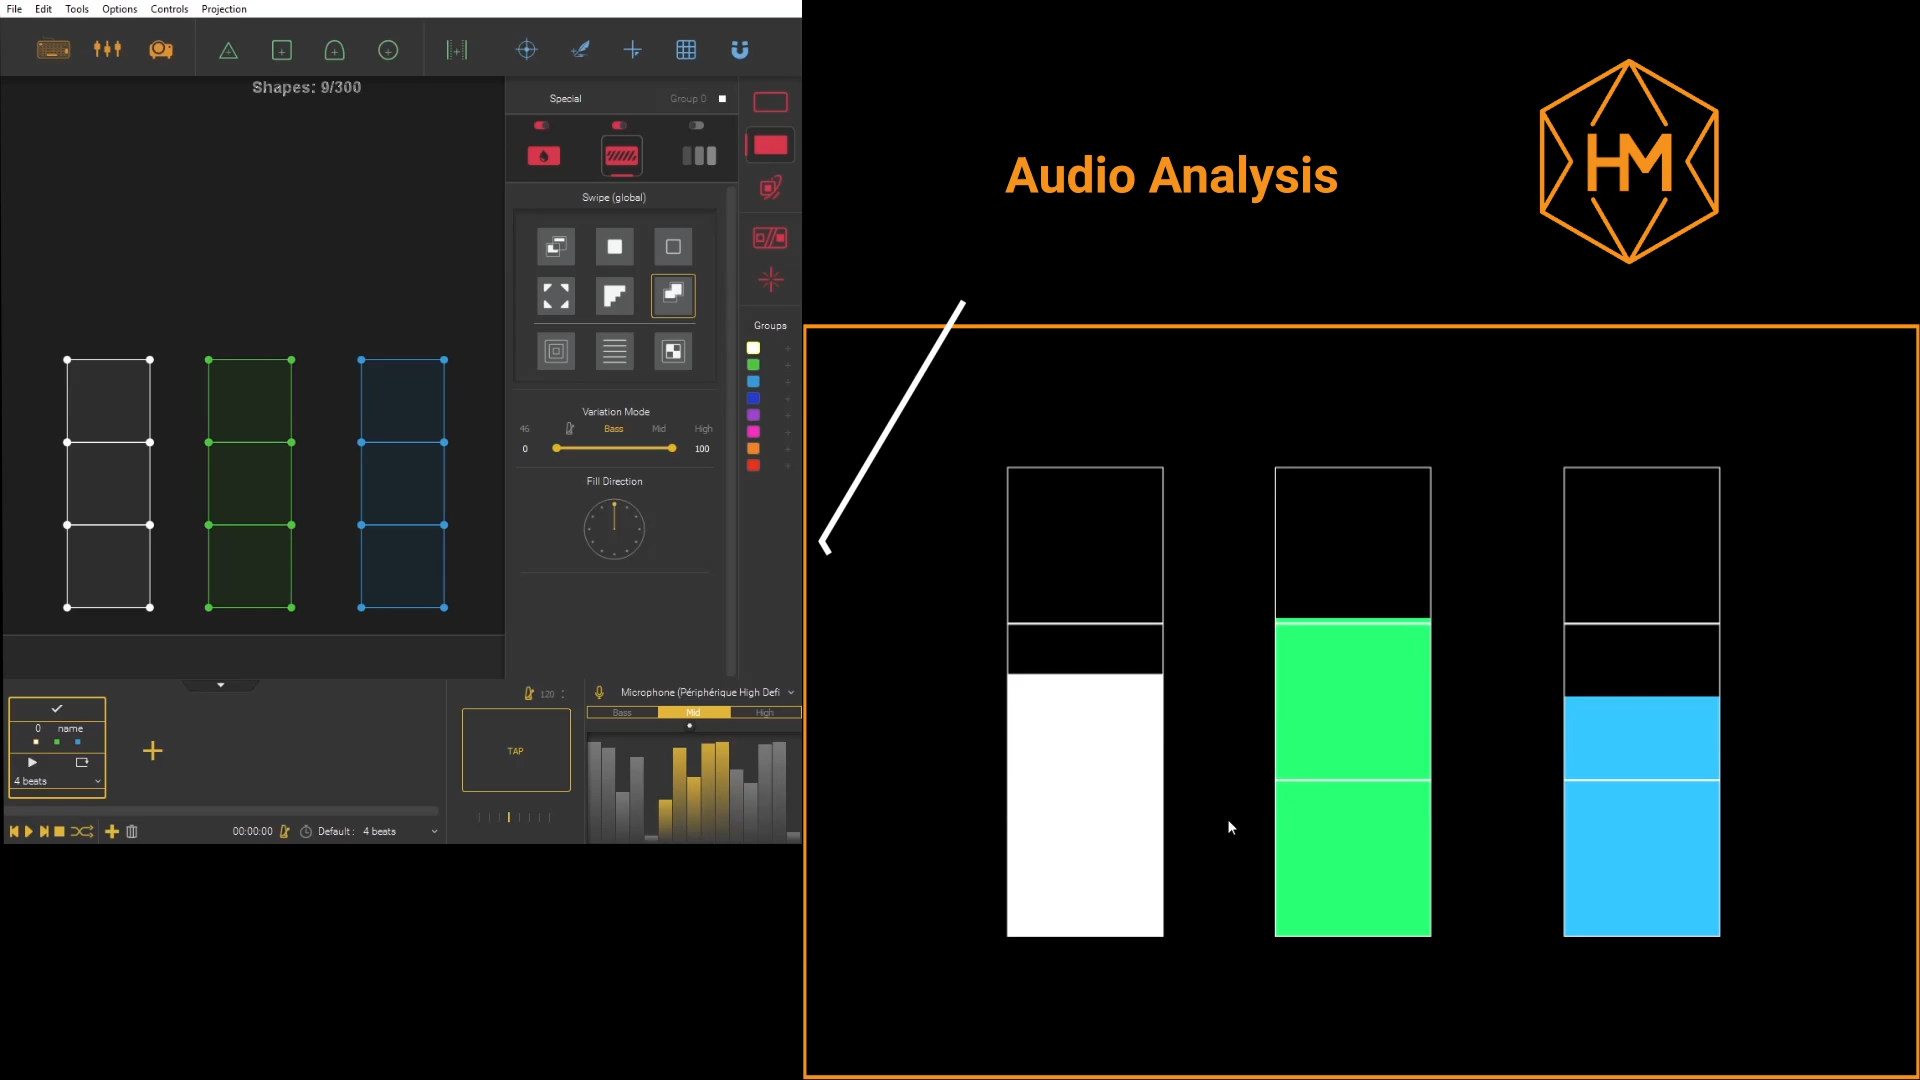 File Edit Tools Options Controls Projection
Shapes: 9/300
Special Group 0
Swipe (global)
Variation Mode
46 Bass Mid High
0 100
Fill Direction
Groups
Audio Analysis
HM
0 name
4 beats
120
TAP
00:00:00 Default : 4 beats
Microphone (Périphérique High Defi
Bass Mid High